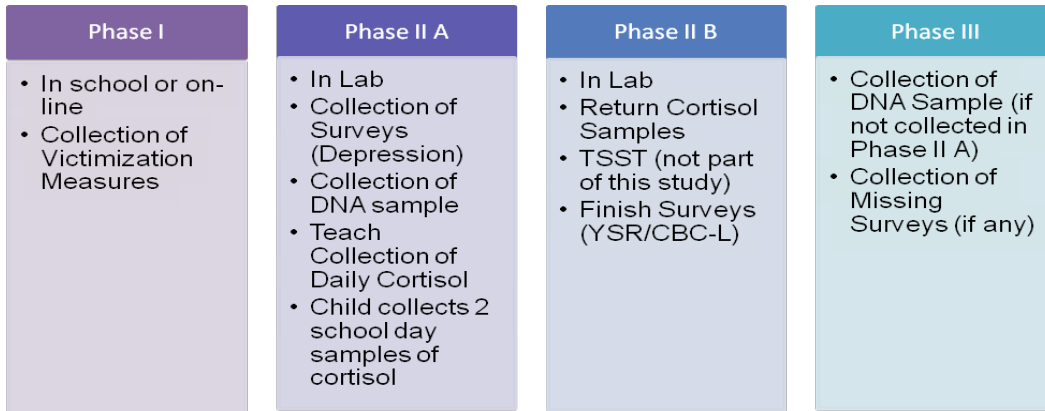 Phase I
• In school or on-
line
• Collection of
Victimization
Measures
Phase II A
• In Lab
• Collection of
Surveys
(Depression)
• Collection of
DNA sample
• Teach
Collection of
Daily Cortisol
• Child collects 2
school day
samples of
cortisol
Phase II B
• In Lab
• Return Cortisol
Samples
• TSST (not part
of this study)
• Finish Surveys
(YSR/CBC-L)
Phase III
• Collection of
DNA Sample (if
not collected in
Phase II A)
• Collection of
Missing
Surveys (if any)